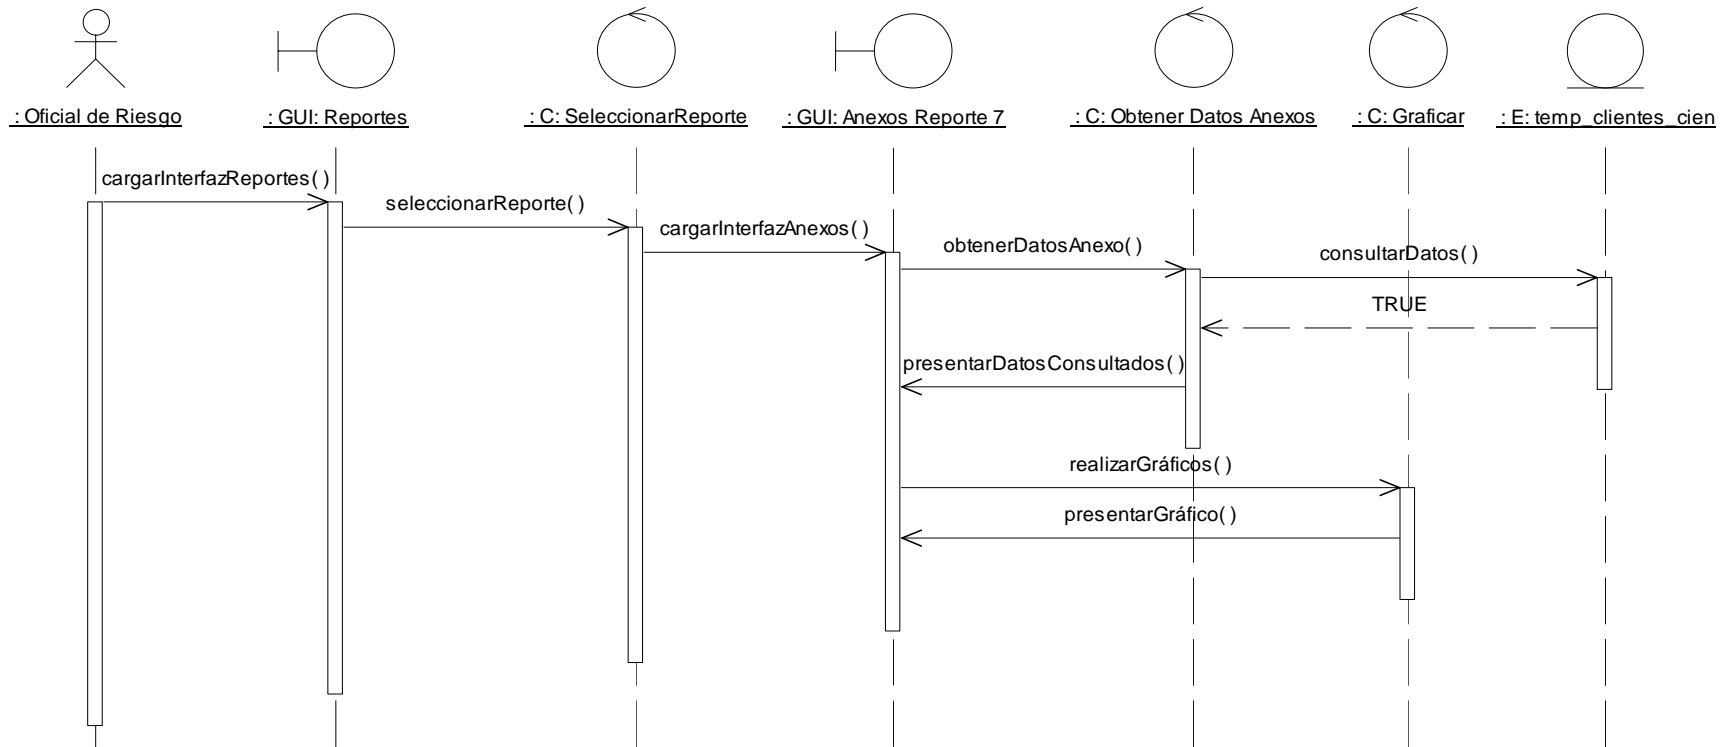 : Oficial de Riesgo
: GUI: Reportes
: C: SeleccionarReporte
: GUI: Anexos Reporte 7
: C: Obtener Datos Anexos
: C: Graficar
: E: temp_clientes_cien
cargarInterfazReportes( )
seleccionarReporte( )
cargarInterfazAnexos( )
obtenerDatosAnexo( )
consultarDatos( )
TRUE
presentarDatosConsultados( )
realizarGráficos( )
presentarGráfico( )